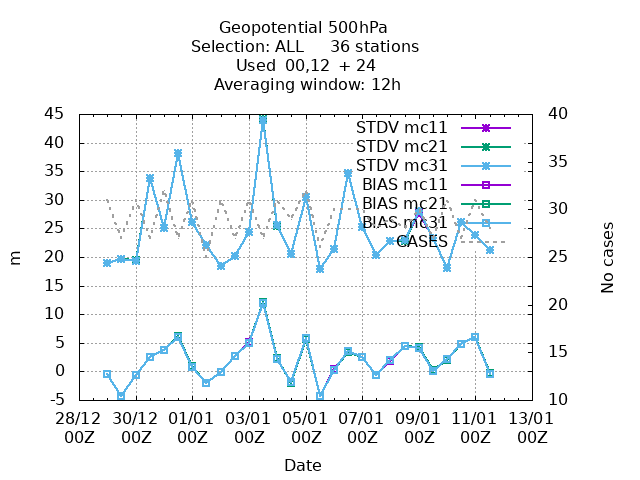 Geopotential 500hPa
Selection: ALL 36 stations
Used 00,12 + 24
Averaging window: 12h
45 40
STDV mc11
STDV mc21
40
STDV mc31
35
35
BIAS mc11
30
BIAS mc21
30
25
BIAS mc31
CASES
20
25
15
20
10
5
15
0
-5 10
28/12 30/12 01/01 03/01 05/01 07/01 09/01 11/01 13/01
00Z 00Z 00Z 00Z 00Z 00Z 00Z 00Z 00Z
Date
m
No cases